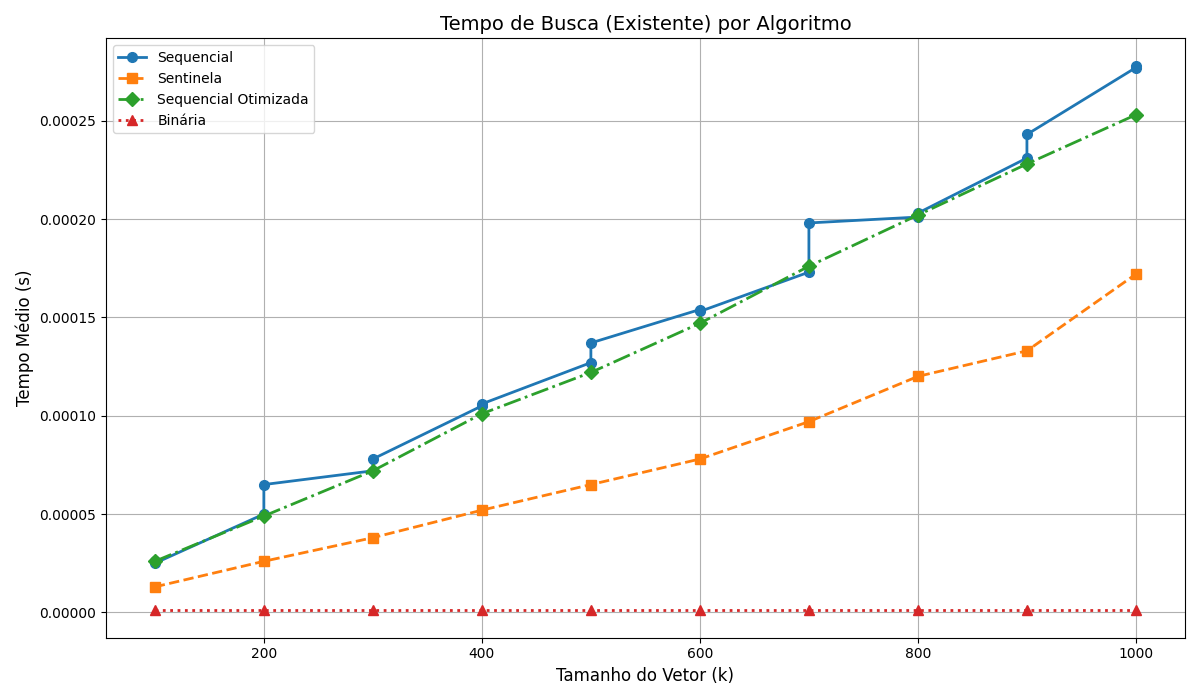 Tempo de Busca (Existente) por Algoritmo
Sequencial
Sentinela
Sequencial Otimizada
Binária
0.00025
0.00020
0.00015
0.00010
0.00005
0.00000
Tempo Médio (s)
200
400
600
800
1000
Tamanho do Vetor (k)